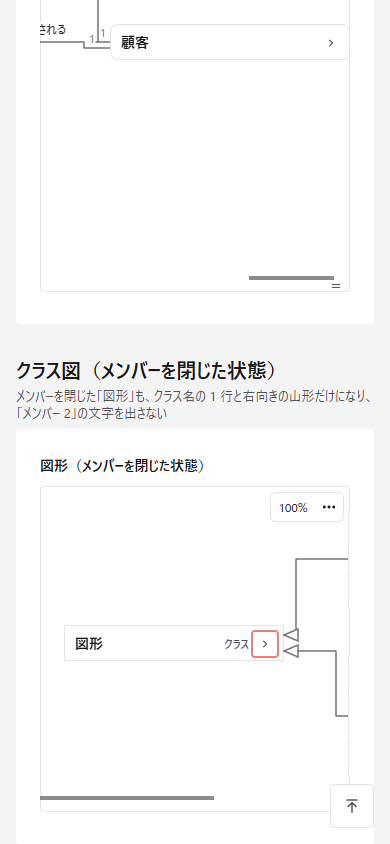 される
1
1
顧客
クラス図（メンバーを閉じた状態）
メンバーを閉じた「図形」も、クラス名の 1 行と右向きの山形だけになり、
「メンバー 2」の文字を出さない
図形（メンバーを閉じた状態）
100%
図形
クラス